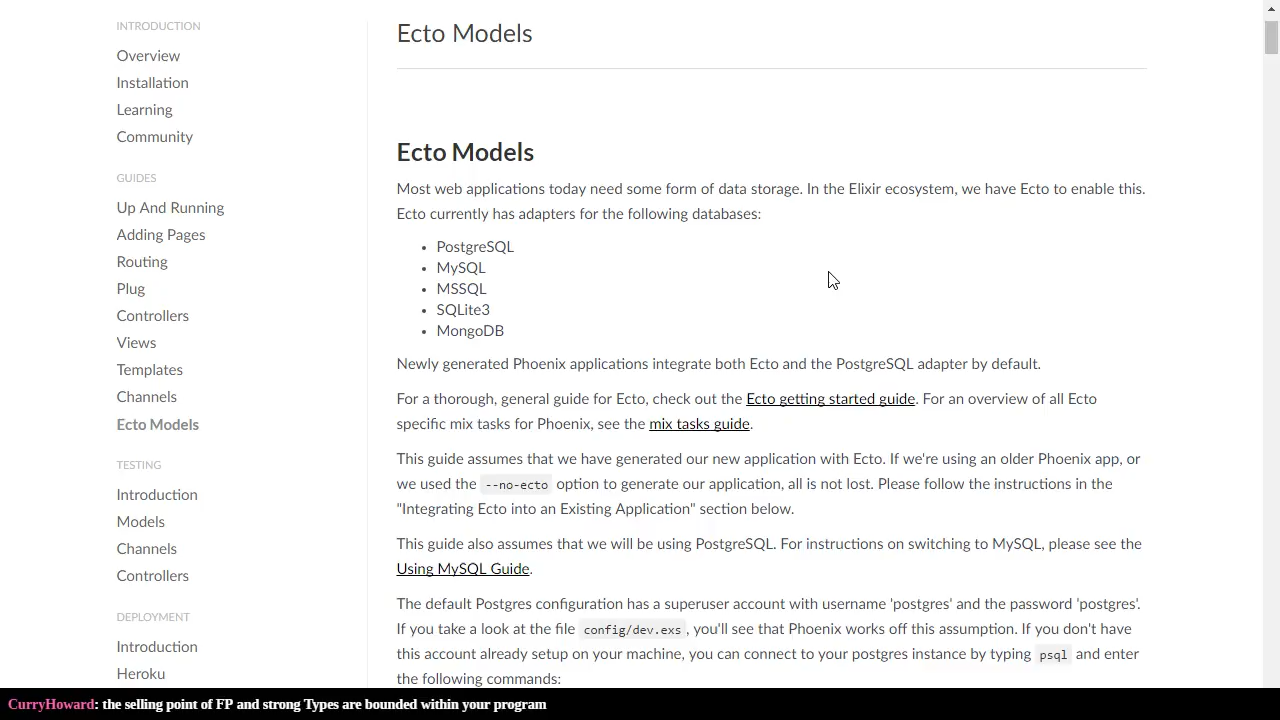 INTRODUCTION
Overview
Installation
Learning
Community
GUIDES
Up And Running
Adding Pages
Routing
Plug
Controllers
Views
Templates
Channels
Ecto Models
TESTING
Introduction
Models
Channels
Controllers
DEPLOYMENT
Introduction
Heroku
Ecto Models
Ecto Models
Most web applications today need some form of data storage. In the Elixir ecosystem, we have Ecto to enable this.
Ecto currently has adapters for the following databases:
• PostgreSQL
• MySQL
• MSSQL
• SQLite3
• MongoDB
Newly generated Phoenix applications integrate both Ecto and the PostgreSQL adapter by default.
For a thorough, general guide for Ecto, check out the Ecto getting started guide. For an overview of all Ecto
specific mix tasks for Phoenix, see the mix tasks guide.
This guide assumes that we have generated our new application with Ecto. If we're using an older Phoenix app, or
we used the --no-ecto option to generate our application, all is not lost. Please follow the instructions in the
"Integrating Ecto into an Existing Application" section below.
This guide also assumes that we will be using PostgreSQL. For instructions on switching to MySQL, please see the
Using MySQL Guide.
The default Postgres configuration has a superuser account with username 'postgres' and the password 'postgres'.
If you take a look at the file config/dev.exs, you'll see that Phoenix works off this assumption. If you don't have
this account already setup on your machine, you can connect to your postgres instance by typing psql and enter
the following commands:
CurryHoward: the selling point of FP and strong Types are bounded within your program